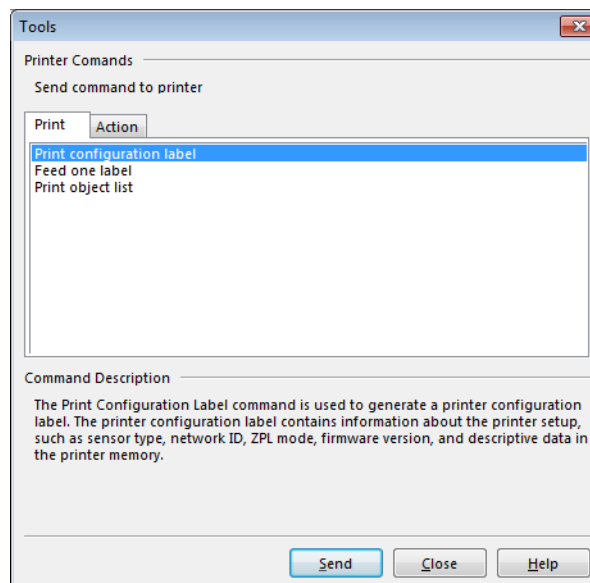 Tools
Printer Comands
Send command to printer
Print
Action
Print configuration label
Feed one label
Print object list
Command Description
The Print Configuration Label command is used to generate a printer configuration
label. The printer configuration label contains information about the printer setup,
such as sensor type, network ID, ZPL mode, firmware version, and descriptive data in
the printer memory.
Send
Close
Help